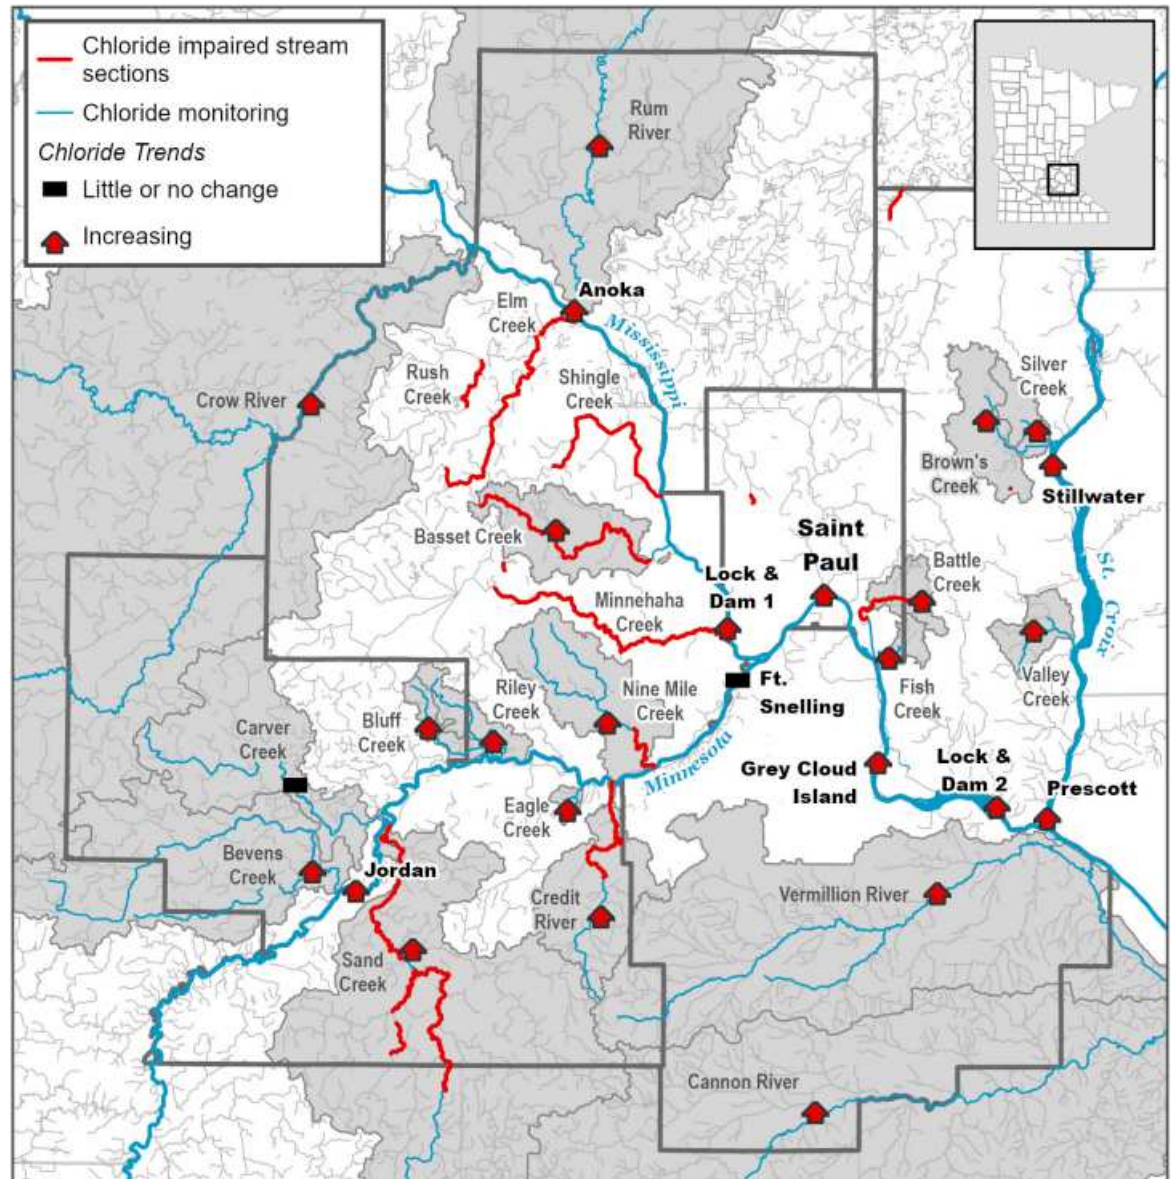 Chloride impaired stream
sections
Chloride monitoring
Chloride Trends
Little or no change
Increasing
Rum
River
Anoka
Elm
Creek
Mississippi
Rush
Creek
Shingle
Creek
Silver
Creek
Crow River
Brown's
Creek
Stillwater
Basset Creek
Saint
Paul
Battle
Creek
St.
Croix
Lock &
Dam 1
Minnehaha
Creek
Riley
Creek
Nine Mile
Creek
Ft.
Snelling
Fish
Creek
Valley
Creek
Bluff
Creek
Carver
Creek
Minnesota
Grey Cloud
Island
Lock &
Dam 2
Prescott
Eagle
Creek
Bevens
Creek
Jordan
Credit
River
Vermillion River
Sand
Creek
Cannon River